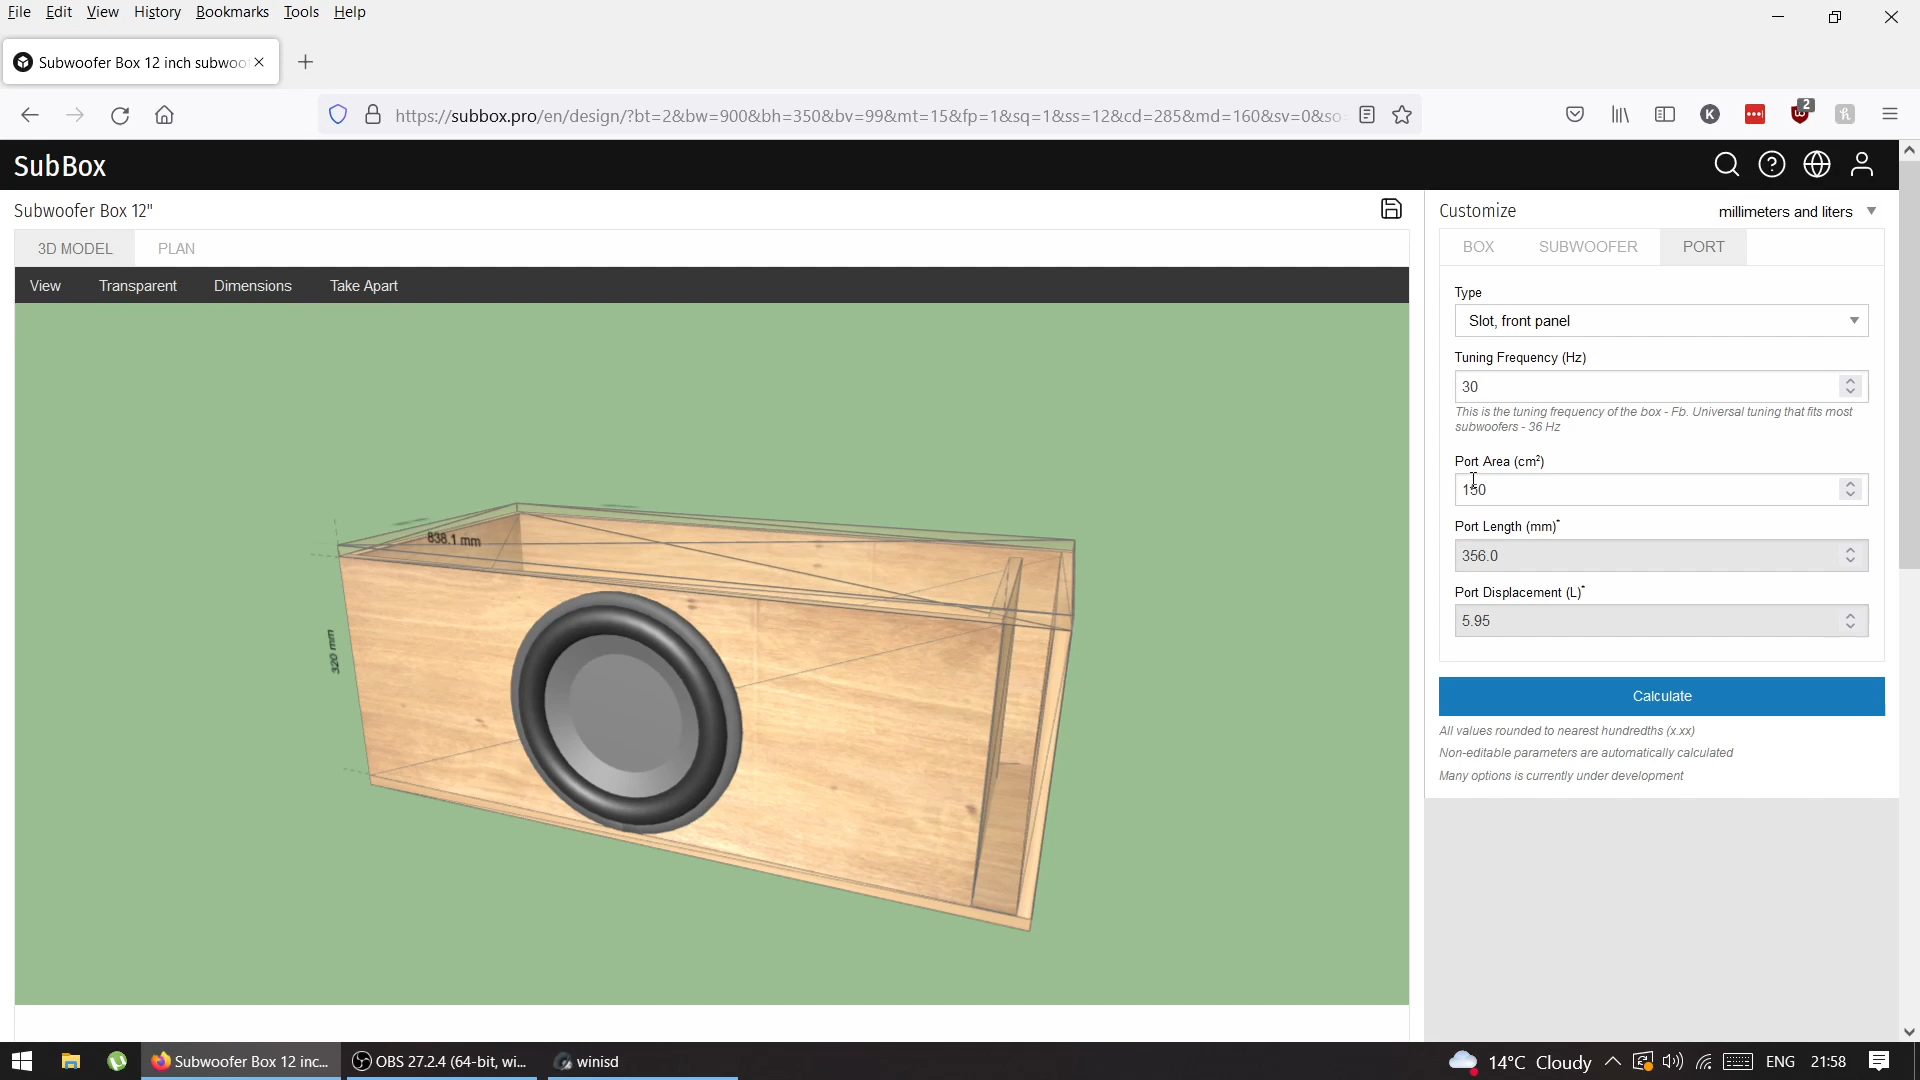 File Edit View History Bookmarks Tools Help
Subwoofer Box 12 inch subwoo
https://subbox.pro/en/design/?bt=2&bw=900&bh=350&bv=99&mt=15&fp=1&sq=1&ss=12&cd=285&md=160&sv=0&so
2
SubBox
Subwoofer Box 12"
Customize
millimeters and liters
3D MODEL PLAN
BOX SUBWOOFER PORT
View Transparent Dimensions Take Apart
Type
Slot, front panel
Tuning Frequency (Hz)
30
This is the tuning frequency of the box - Fb. Universal tuning that fits most
subwoofers - 36 Hz
Port Area (cm²)
150
Port Length (mm)*
356.0
Port Displacement (L)*
5.95
Calculate
All values rounded to nearest hundredths (x.xx)
Non-editable parameters are automatically calculated
Many options is currently under development
838.1 mm
320 mm
Subwoofer Box 12 inc...
OBS 27.2.4 (64-bit, wi...
winisd
14°C Cloudy
ENG
21:58